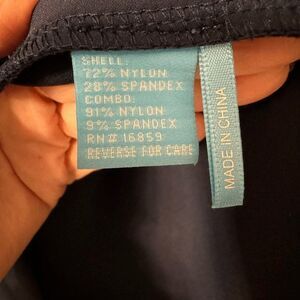 SHELL:
72% NYLON
28% SPANDEX
COMBO:
91% NYLON
9% SPANDEX
RN# 16859
REVERSE FOR CARE
MADE IN CHINA